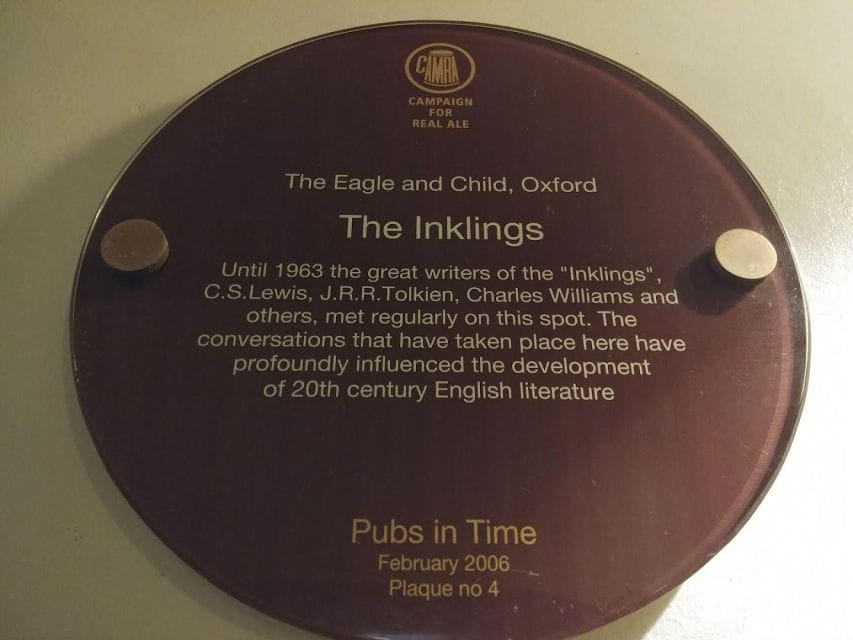 CAMRA
CAMPAIGN
FOR
REAL ALE
The Eagle and Child, Oxford
The Inklings
Until 1963 the great writers of the "Inklings",
C.S.Lewis, J.R.R.Tolkien, Charles Williams and
others, met regularly on this spot. The
conversations that have taken place here have
profoundly influenced the development
of 20th century English literature
Pubs in Time
February 2006
Plaque no 4